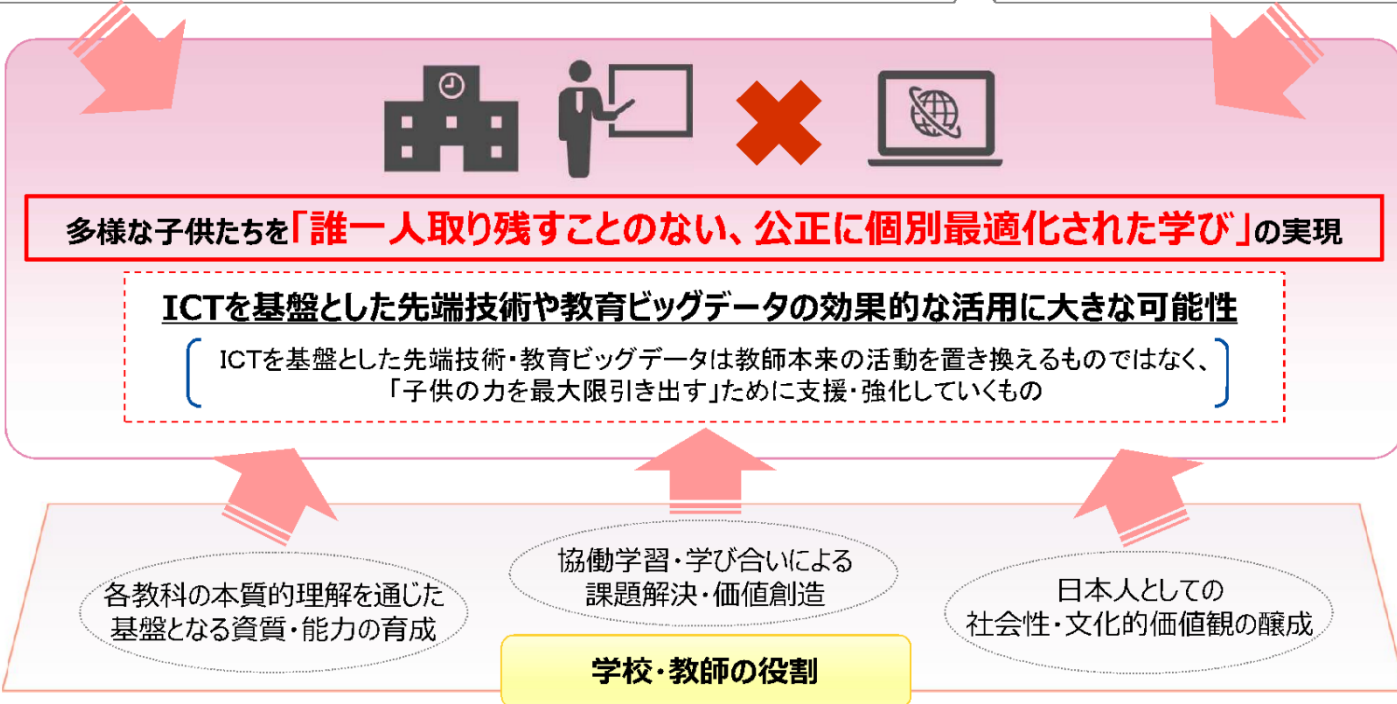 多様な子供たちを「誰一人取り残すことのない、公正に個別最適化された学び」の実現
ICTを基盤とした先端技術や教育ビッグデータの効果的な活用に大きな可能性
ICTを基盤とした先端技術・教育ビッグデータは教師本来の活動を置き換えるものではなく、
「子供の力を最大限引き出す」ために支援・強化していくもの
各教科の本質的理解を通じた
基盤となる資質・能力の育成
協働学習・学び合いによる
課題解決・価値創造
日本人としての
社会性・文化的価値観の醸成
学校・教師の役割